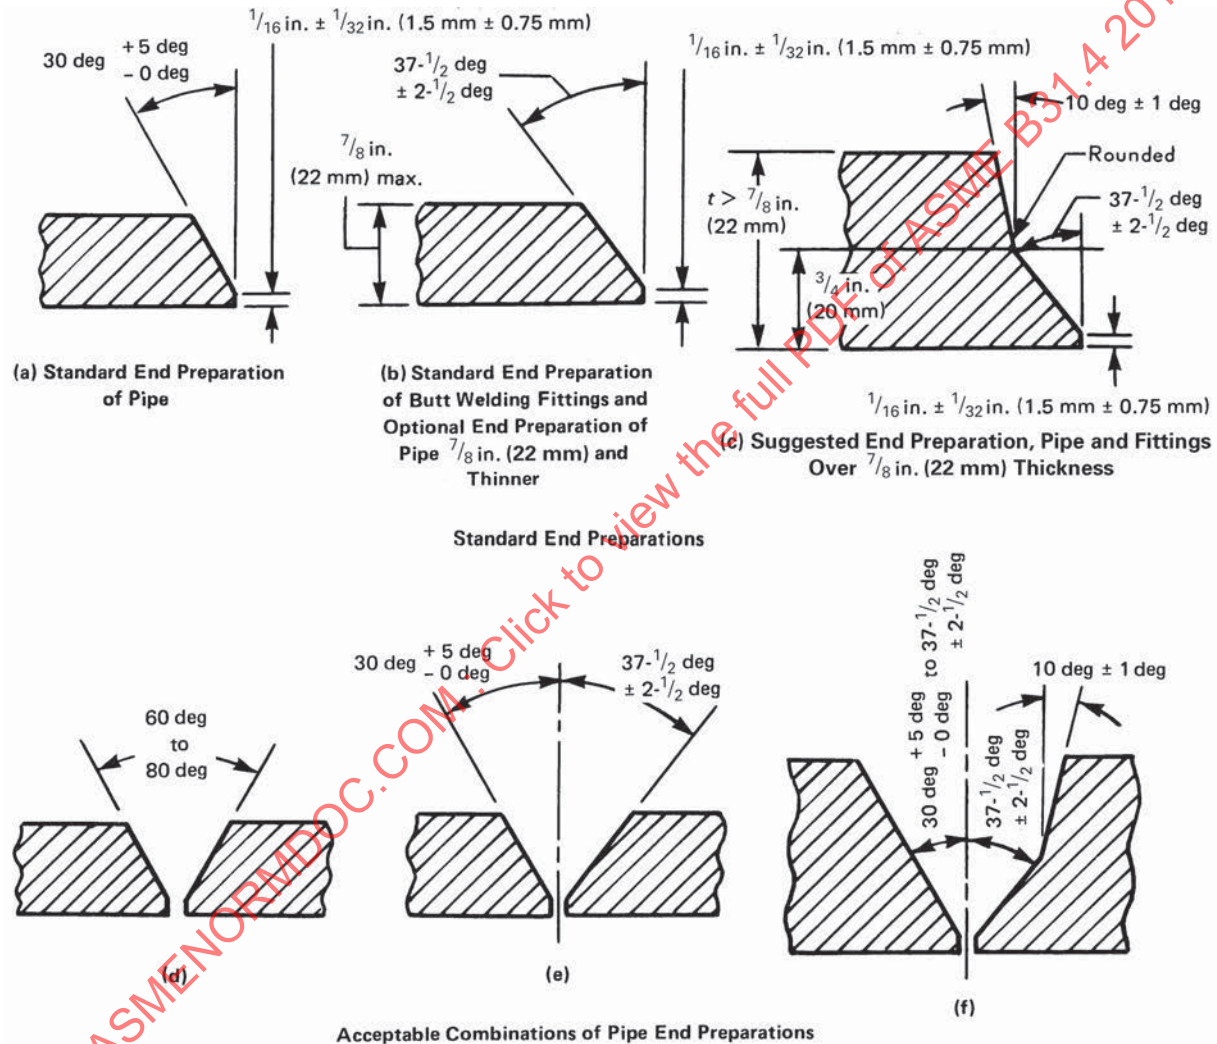 1/16 in. ± 1/32 in. (1.5 mm ± 0.75 mm)
30 deg + 5 deg
– 0 deg
37-1/2 deg
± 2-1/2 deg
7/8 in.
(22 mm) max.
1/16 in. ± 1/32 in. (1.5 mm ± 0.75 mm)
10 deg ± 1 deg
Rounded
37-1/2 deg
± 2-1/2 deg
t > 7/8 in.
(22 mm)
3/4 in.
(20 mm)
1/16 in. ± 1/32 in. (1.5 mm ± 0.75 mm)
(a) Standard End Preparation
of Pipe
(b) Standard End Preparation
of Butt Welding Fittings and
Optional End Preparation of
Pipe 7/8 in. (22 mm) and
Thinner
(c) Suggested End Preparation, Pipe and Fittings
Over 7/8 in. (22 mm) Thickness
Standard End Preparations
60 deg
to
80 deg
(d)
30 deg + 5 deg
– 0 deg
37-1/2 deg
± 2-1/2 deg
(e)
30 deg + 5 deg
– 0 deg
to 37-1/2 deg
± 2-1/2 deg
37-1/2 deg
± 2-1/2 deg
10 deg ± 1 deg
(f)
Acceptable Combinations of Pipe End Preparations
ASMENORMDOC.COM : Click to view the full PDF of ASME B31.4